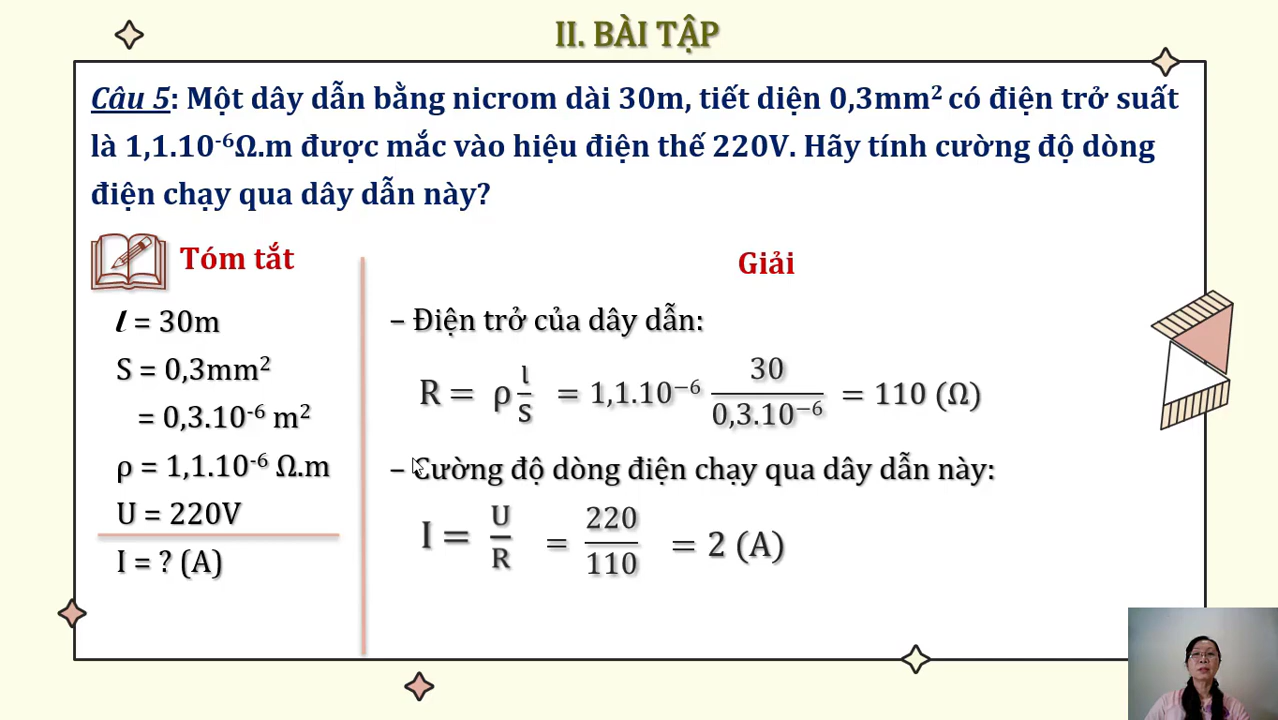 II. BÀI TẬP
Câu 5: Một dây dẫn bằng nicrom dài 30m, tiết diện 0,3mm² có điện trở suất
là 1,1.10⁻⁶Ω.m được mắc vào hiệu điện thế 220V. Hãy tính cường độ dòng
điện chạy qua dây dẫn này?
Tóm tắt
l = 30m
S = 0,3mm²
= 0,3.10⁻⁶ m²
ρ = 1,1.10⁻⁶ Ω.m
U = 220V
I = ? (A)
Giải
– Điện trở của dây dẫn:
R = ρ l/S = 1,1.10⁻⁶ 30/0,3.10⁻⁶ = 110 (Ω)
– Cường độ dòng điện chạy qua dây dẫn này:
I = U/R = 220/110 = 2 (A)